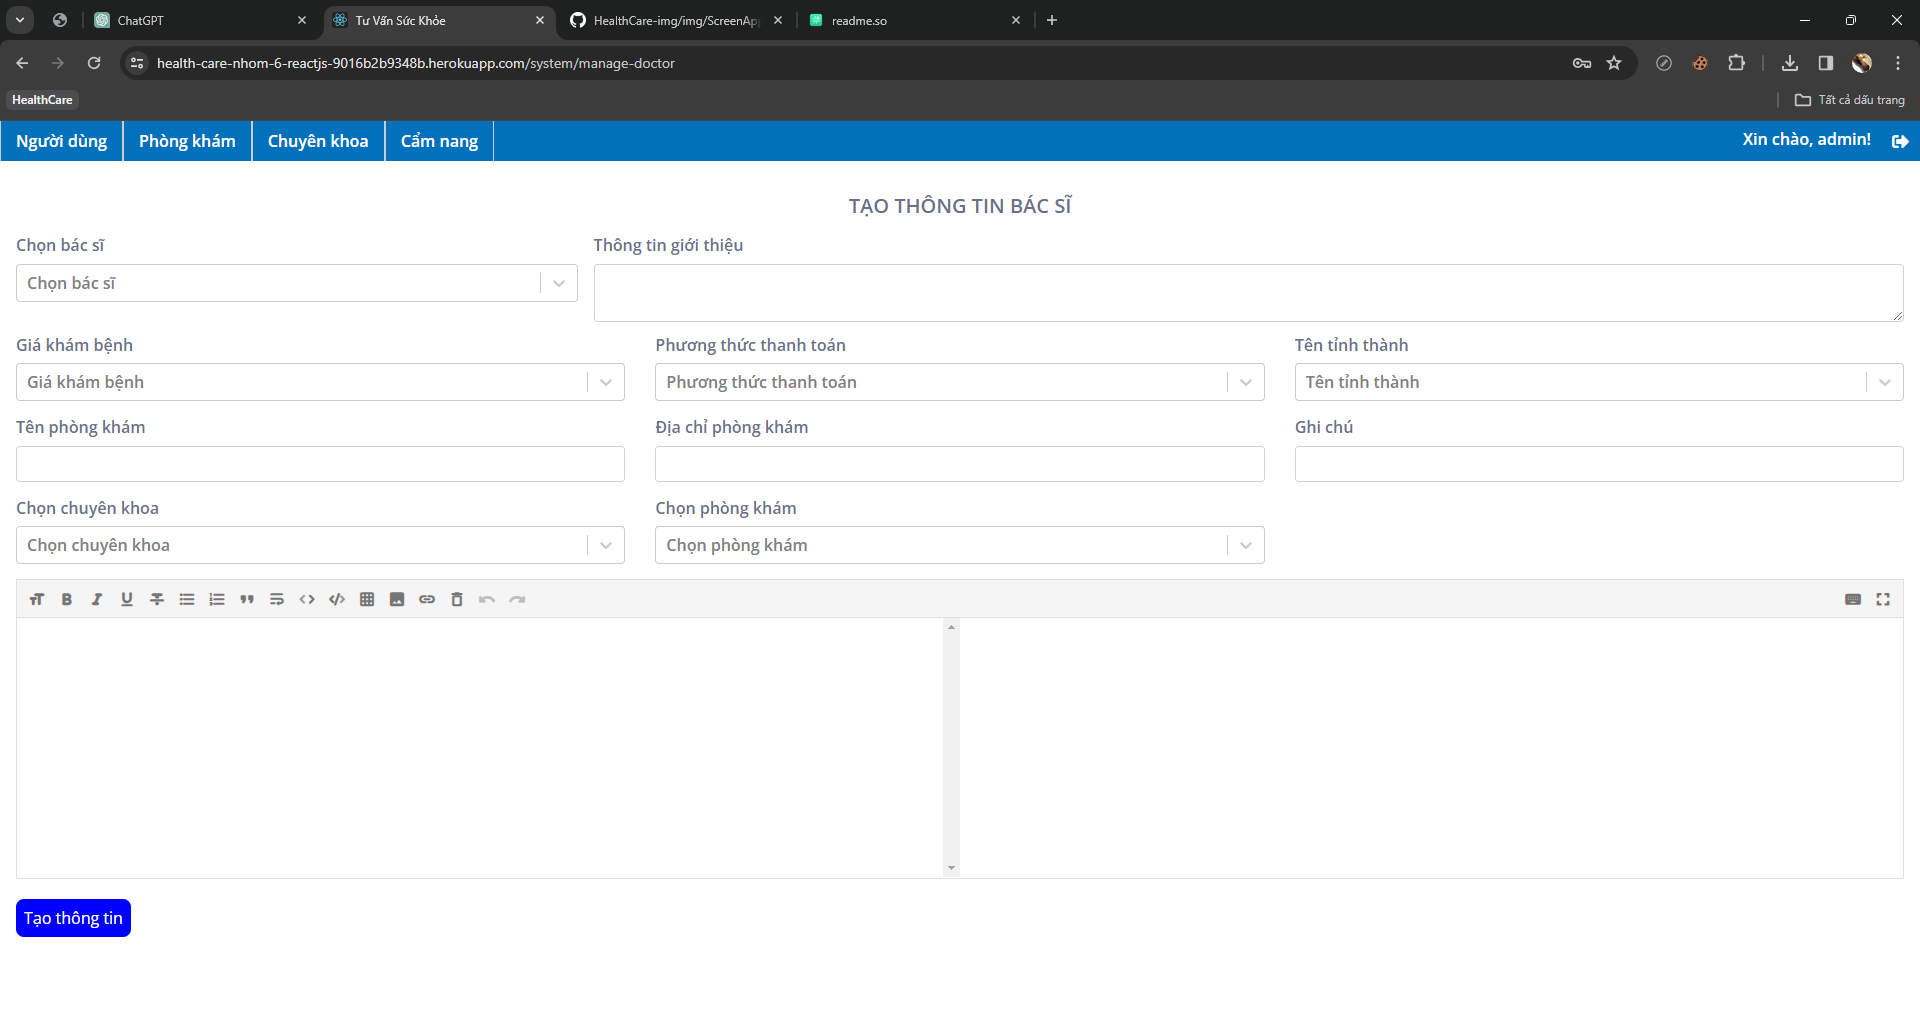 ChatGPT
Tư Vấn Sức Khỏe
HealthCare-img/img/ScreenAp
readme.so
health-care-nhom-6-reactjs-9016b2b9348b.herokuapp.com/system/manage-doctor
HealthCare
Tất cả dấu trang
Người dùng Phòng khám Chuyên khoa Cẩm nang
Xin chào, admin!
TẠO THÔNG TIN BÁC SĨ
Chọn bác sĩ
Thông tin giới thiệu
Chọn bác sĩ
Giá khám bệnh
Phương thức thanh toán
Tên tỉnh thành
Giá khám bệnh
Phương thức thanh toán
Tên tỉnh thành
Tên phòng khám
Địa chỉ phòng khám
Ghi chú
Chọn chuyên khoa
Chọn phòng khám
Chọn chuyên khoa
Chọn phòng khám
Tạo thông tin